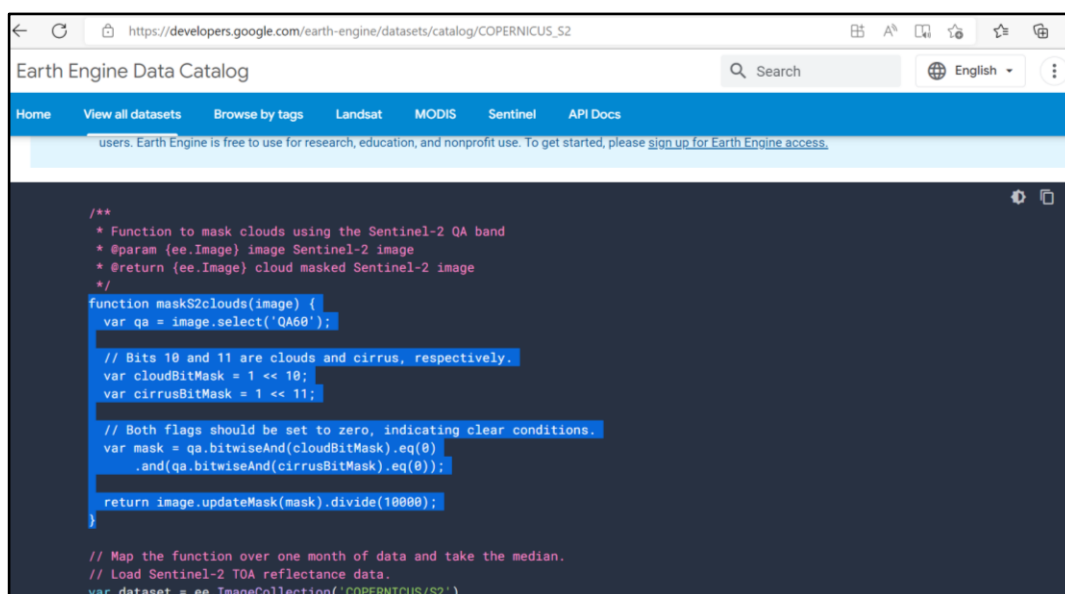 https://developers.google.com/earth-engine/datasets/catalog/COPERNICUS_S2
Earth Engine Data Catalog
Search
English
Home View all datasets Browse by tags Landsat MODIS Sentinel API Docs
users. Earth Engine is free to use for research, education, and nonprofit use. To get started, please sign up for Earth Engine access.
/**
 * Function to mask clouds using the Sentinel-2 QA band
 * @param {ee.Image} image Sentinel-2 image
 * @return {ee.Image} cloud masked Sentinel-2 image
 */
function maskS2clouds(image) {
  var qa = image.select('QA60');
  // Bits 10 and 11 are clouds and cirrus, respectively.
  var cloudBitMask = 1 << 10;
  var cirrusBitMask = 1 << 11;
  // Both flags should be set to zero, indicating clear conditions.
  var mask = qa.bitwiseAnd(cloudBitMask).eq(0)
      .and(qa.bitwiseAnd(cirrusBitMask).eq(0));
  return image.updateMask(mask).divide(10000);
}
// Map the function over one month of data and take the median.
// Load Sentinel-2 TOA reflectance data.
var dataset = ee.ImageCollection('COPERNICUS/S2')